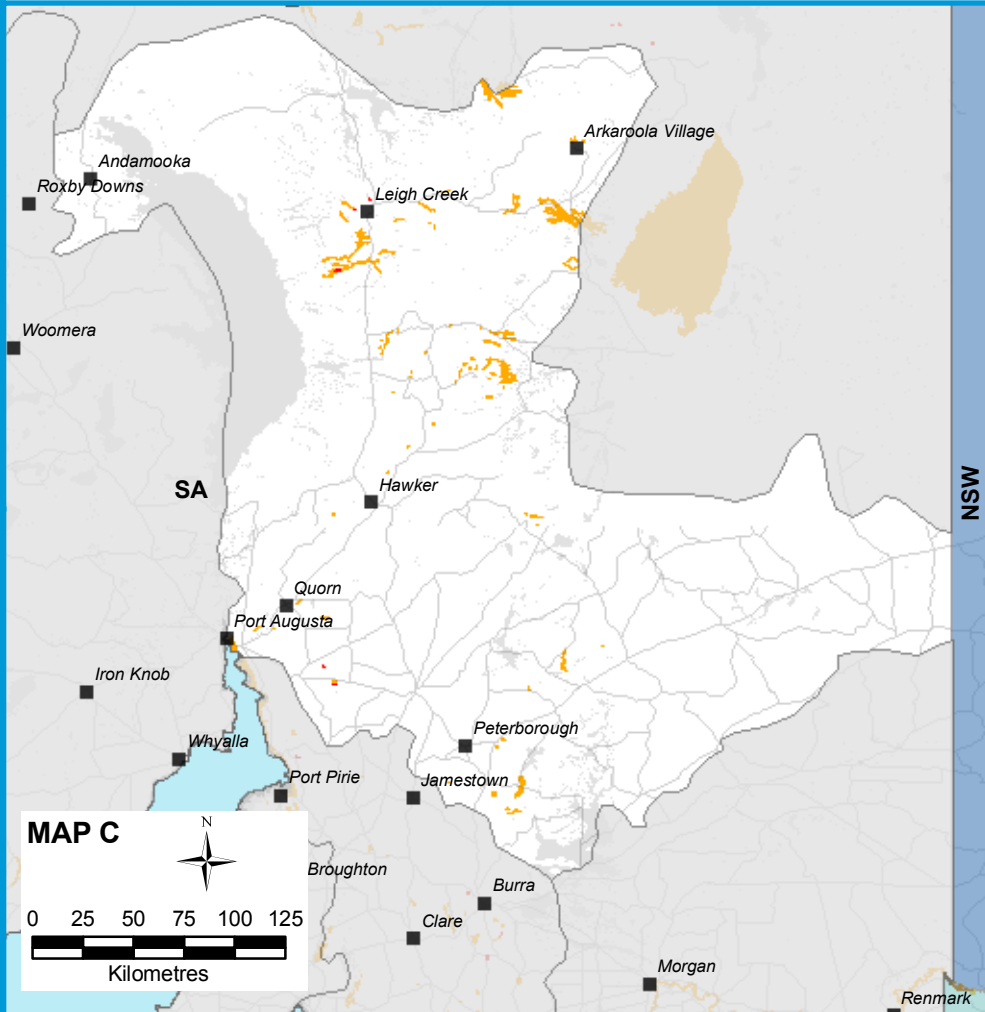 Arkaroola Village
Andamooka
Roxby Downs
Leigh Creek
Woomera
SA
NSW
Hawker
Quorn
Port Augusta
Iron Knob
Peterborough
Whyalla
Port Pirie
Jamestown
MAP C
N
Broughton
Burra
0 25 50 75 100 125
Kilometres
Clare
Morgan
Renmark